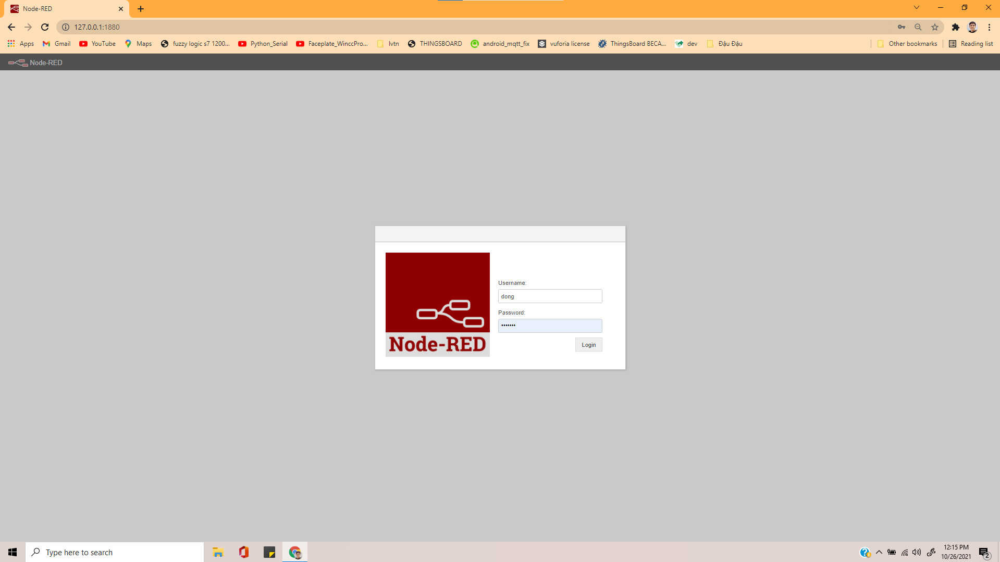 Node-RED
127.0.0.1:1880
Apps Gmail YouTube Maps fuzzy logic s7 1200... Python_Serial Faceplate_WinccPro... lvtn THINGSBOARD android_mqtt_fix vuforia license ThingsBoard BECA... dev Đậu Đậu Other bookmarks Reading list
Node-RED
Username:
dong
Password:
•••••••
Login
Node-RED
Type here to search
12:15 PM
10/26/2021
2